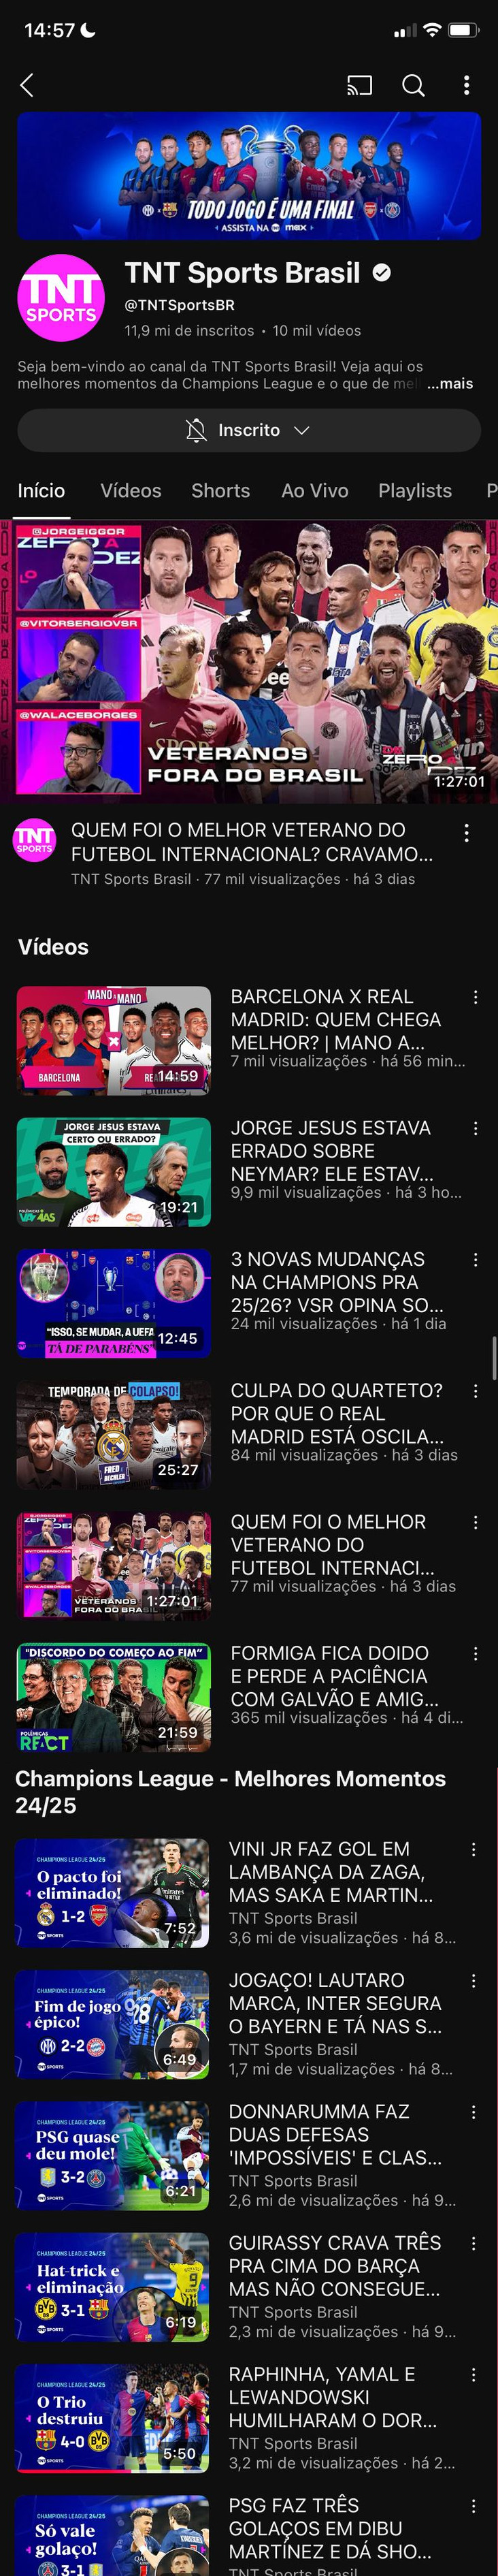 14:57
TODO JOGO É UMA FINAL
ASSISTA NA TNT max
TNT SPORTS
TNT Sports Brasil
@TNTSportsBR
11,9 mi de inscritos • 10 mil vídeos
Seja bem-vindo ao canal da TNT Sports Brasil! Veja aqui os
melhores momentos da Champions League e o que de mel ...mais
Inscrito
Início Vídeos Shorts Ao Vivo Playlists P
@JORGEIGGOR
@VITORSERGIOVSR
@WALACEBORGES
VETERANOS
FORA DO BRASIL
DE ZERO A DEZ
1:27:01
TNT SPORTS
QUEM FOI O MELHOR VETERANO DO
FUTEBOL INTERNACIONAL? CRAVAMO...
TNT Sports Brasil · 77 mil visualizações · há 3 dias
Vídeos
MANO A MANO
BARCELONA
14:59
BARCELONA X REAL
MADRID: QUEM CHEGA
MELHOR? | MANO A...
7 mil visualizações · há 56 min...
JORGE JESUS ESTAVA
CERTO OU ERRADO?
19:21
JORGE JESUS ESTAVA
ERRADO SOBRE
NEYMAR? ELE ESTAV...
9,9 mil visualizações · há 3 ho...
“ISSO, SE MUDAR, A UEFA
TÁ DE PARABÉNS”
12:45
3 NOVAS MUDANÇAS
NA CHAMPIONS PRA
25/26? VSR OPINA SO...
24 mil visualizações · há 1 dia
TEMPORADA DE COLAPSO!
FRED BECHLER
25:27
CULPA DO QUARTETO?
POR QUE O REAL
MADRID ESTÁ OSCILA...
84 mil visualizações · há 3 dias
VETERANOS
FORA DO BRA
1:27:01
QUEM FOI O MELHOR
VETERANO DO
FUTEBOL INTERNACI...
77 mil visualizações · há 3 dias
"DISCORDO DO COMEÇO AO FIM"
POLÊMICAS
REACT
21:59
FORMIGA FICA DOIDO
E PERDE A PACIÊNCIA
COM GALVÃO E AMIG...
365 mil visualizações · há 4 di...
Champions League - Melhores Momentos
24/25
CHAMPIONS LEAGUE 24/25
O pacto foi
eliminado!
1-2
7:52
VINI JR FAZ GOL EM
LAMBANÇA DA ZAGA,
MAS SAKA E MARTIN...
TNT Sports Brasil
3,6 mi de visualizações · há 8...
CHAMPIONS LEAGUE 24/25
Fim de jogo
épico!
2-2
6:49
JOGAÇO! LAUTARO
MARCA, INTER SEGURA
O BAYERN E TÁ NAS S...
TNT Sports Brasil
1,7 mi de visualizações · há 8...
CHAMPIONS LEAGUE 24/25
PSG quase
deu mole!
3-2
6:21
DONNARUMMA FAZ
DUAS DEFESAS
'IMPOSSÍVEIS' E CLAS...
TNT Sports Brasil
2,6 mi de visualizações · há 9...
CHAMPIONS LEAGUE 24/25
Hat-trick e
eliminação
3-1
6:19
GUIRASSY CRAVA TRÊS
PRA CIMA DO BARÇA
MAS NÃO CONSEGUE...
TNT Sports Brasil
2,3 mi de visualizações · há 9...
CHAMPIONS LEAGUE 24/25
O Trio
destruiu
4-0
5:50
RAPHINHA, YAMAL E
LEWANDOWSKI
HUMILHARAM O DOR...
TNT Sports Brasil
3,2 mi de visualizações · há 2...
CHAMPIONS LEAGUE 24/25
Só vale
golaço!
3-1
PSG FAZ TRÊS
GOLAÇOS EM DIBU
MARTÍNEZ E DÁ SHO...
TNT Sports Brasil